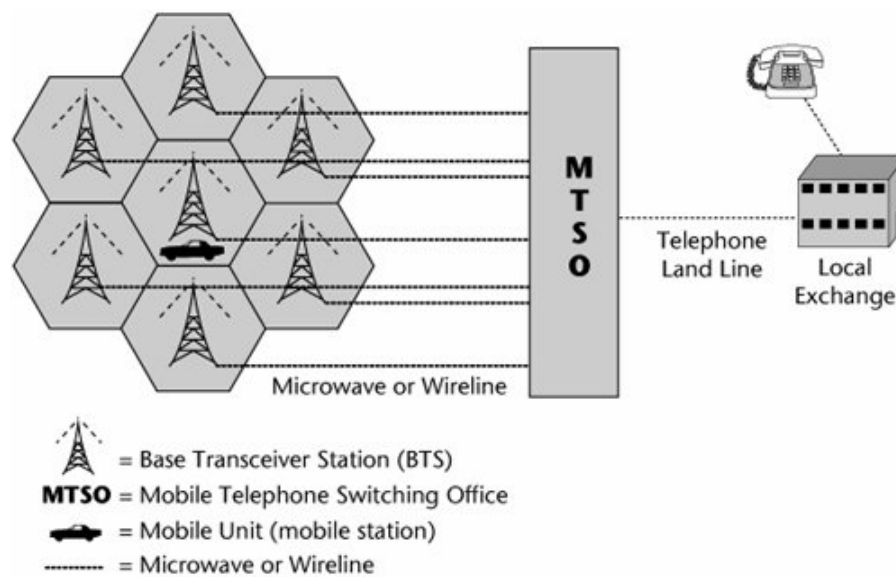 M
T
S
O
Telephone
Land Line
Local
Exchange
Microwave or Wireline
= Base Transceiver Station (BTS)
MTSO = Mobile Telephone Switching Office
= Mobile Unit (mobile station)
= Microwave or Wireline